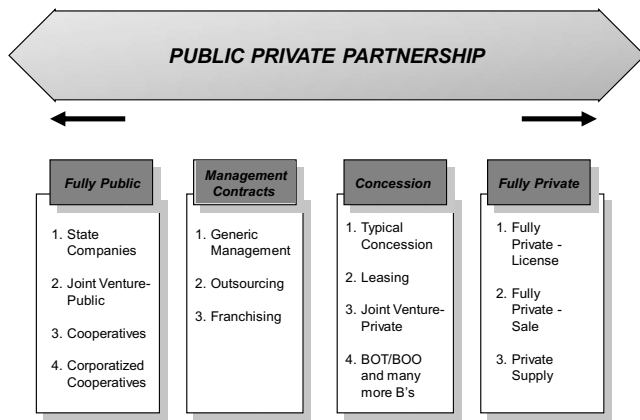 PUBLIC PRIVATE PARTNERSHIP
Fully Public
1. State
Companies
2. Joint Venture-
Public
3. Cooperatives
4. Corporatized
Cooperatives
Management
Contracts
1. Generic
Management
2. Outsourcing
3. Franchising
Concession
1. Typical
Concession
2. Leasing
3. Joint Venture-
Private
4. BOT/BOO
and many
more B's
Fully Private
1. Fully
Private -
License
2. Fully
Private -
Sale
3. Private
Supply